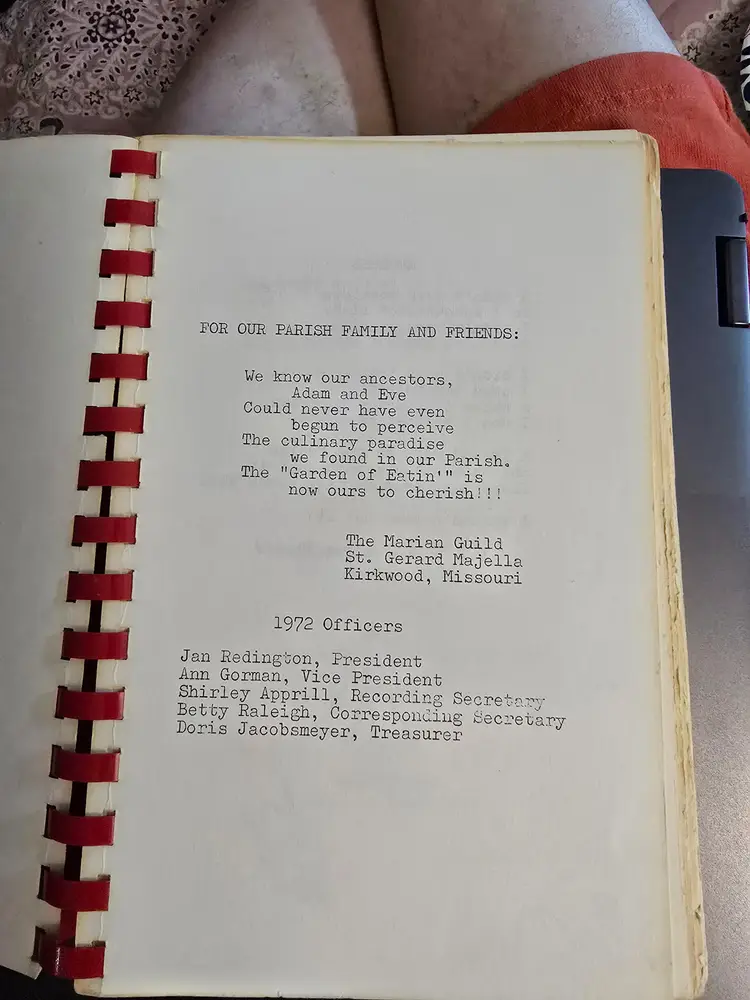 FOR OUR PARISH FAMILY AND FRIENDS:
We know our ancestors,
Adam and Eve
Could never have even
begun to perceive
The culinary paradise
we found in our Parish.
The "Garden of Eatin'" is
now ours to cherish!!!
The Marian Guild
St. Gerard Majella
Kirkwood, Missouri
1972 Officers
Jan Redington, President
Ann Gorman, Vice President
Shirley Apprill, Recording Secretary
Betty Raleigh, Corresponding Secretary
Doris Jacobsmeyer, Treasurer